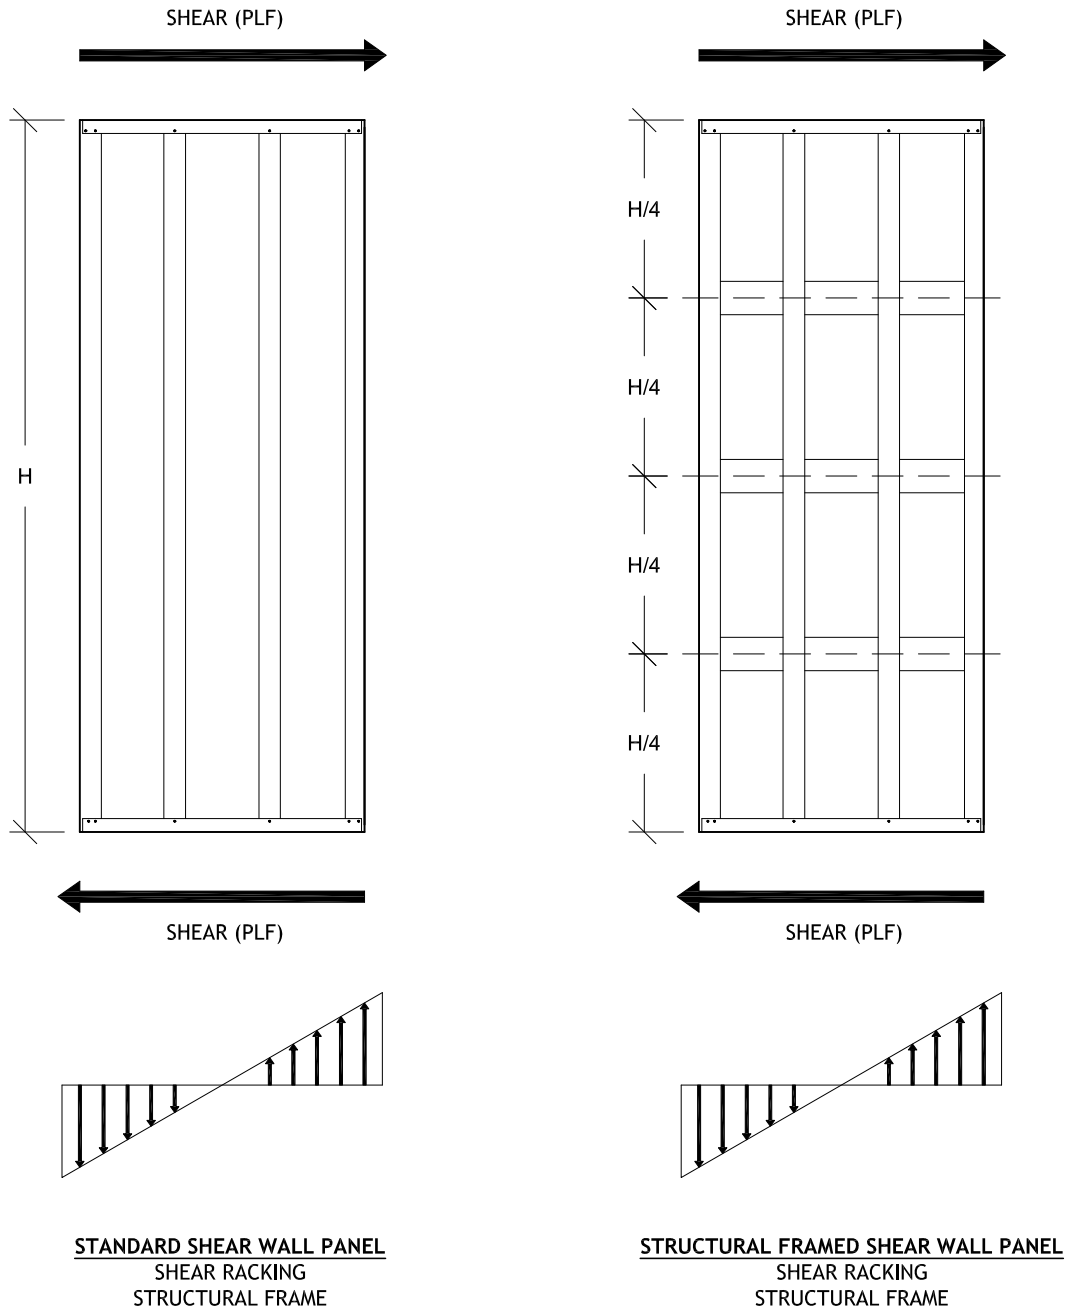 SHEAR (PLF)
SHEAR (PLF)
H
H/4
H/4
H/4
H/4
SHEAR (PLF)
SHEAR (PLF)
STANDARD SHEAR WALL PANEL
SHEAR RACKING
STRUCTURAL FRAME
STRUCTURAL FRAMED SHEAR WALL PANEL
SHEAR RACKING
STRUCTURAL FRAME